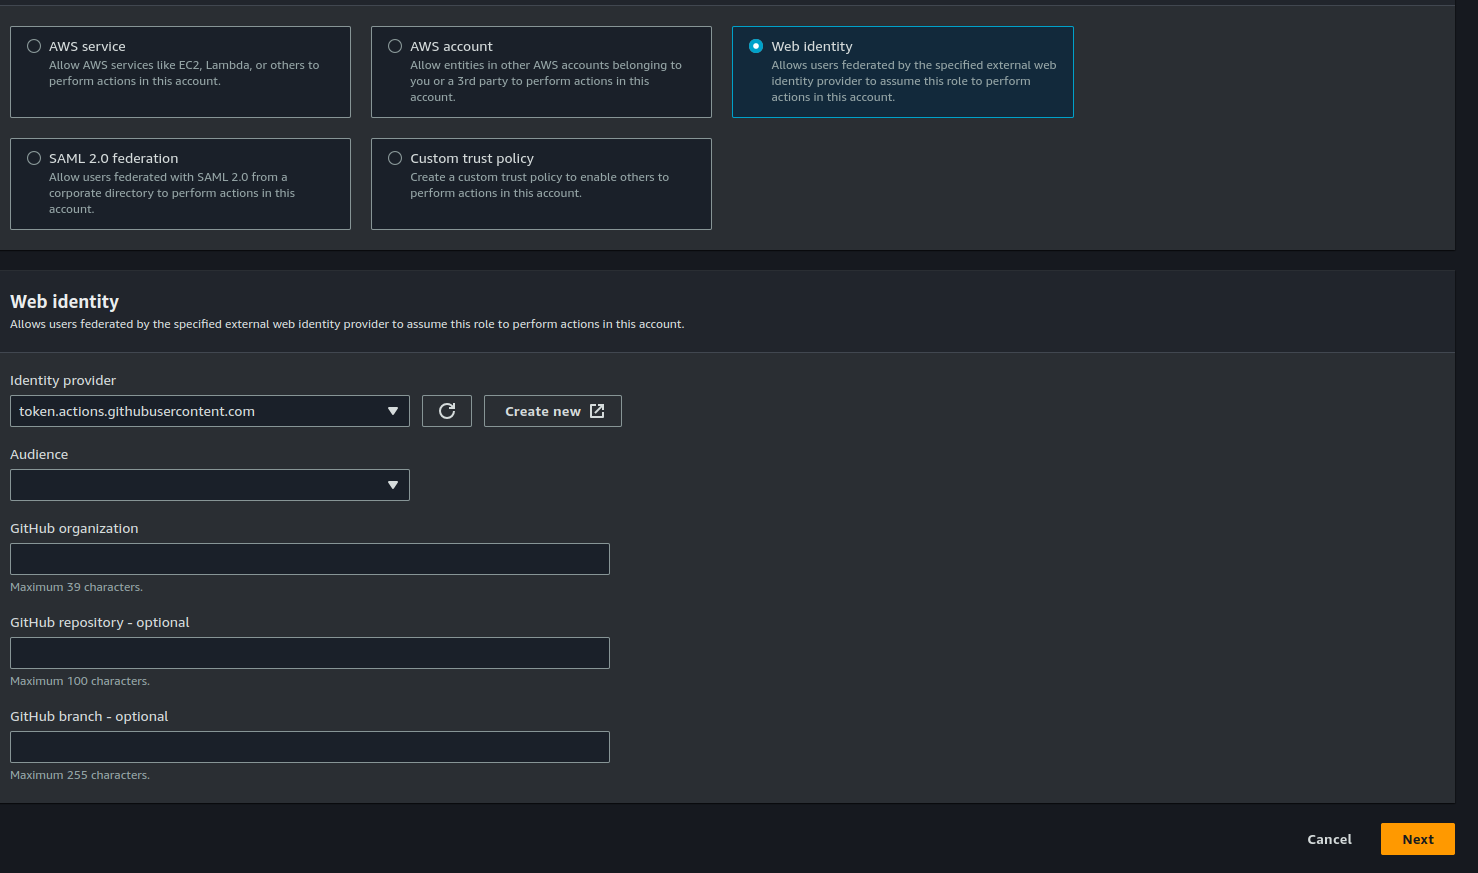 AWS service
Allow AWS services like EC2, Lambda, or others to
perform actions in this account.
AWS account
Allow entities in other AWS accounts belonging to
you or a 3rd party to perform actions in this
account.
Web identity
Allows users federated by the specified external web
identity provider to assume this role to perform
actions in this account.
SAML 2.0 federation
Allow users federated with SAML 2.0 from a
corporate directory to perform actions in this
account.
Custom trust policy
Create a custom trust policy to enable others to
perform actions in this account.
Web identity
Allows users federated by the specified external web identity provider to assume this role to perform actions in this account.
Identity provider
token.actions.githubusercontent.com
Create new
Audience
GitHub organization
Maximum 39 characters.
GitHub repository - optional
Maximum 100 characters.
GitHub branch - optional
Maximum 255 characters.
Cancel
Next